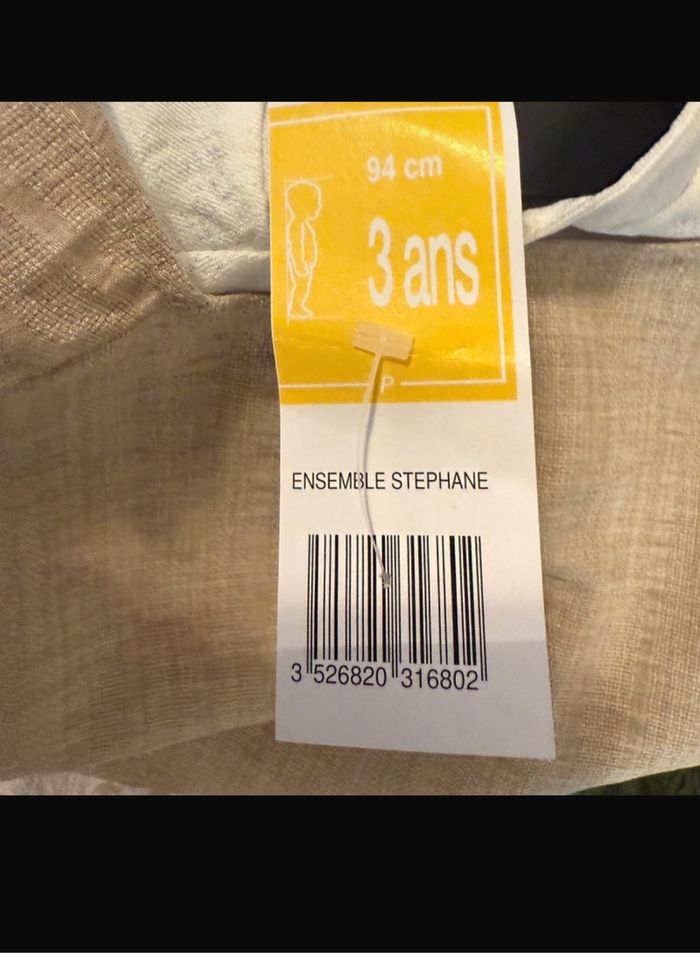 94 cm
3 ans
P
ENSEMBLE STEPHANE
3 526820 316802